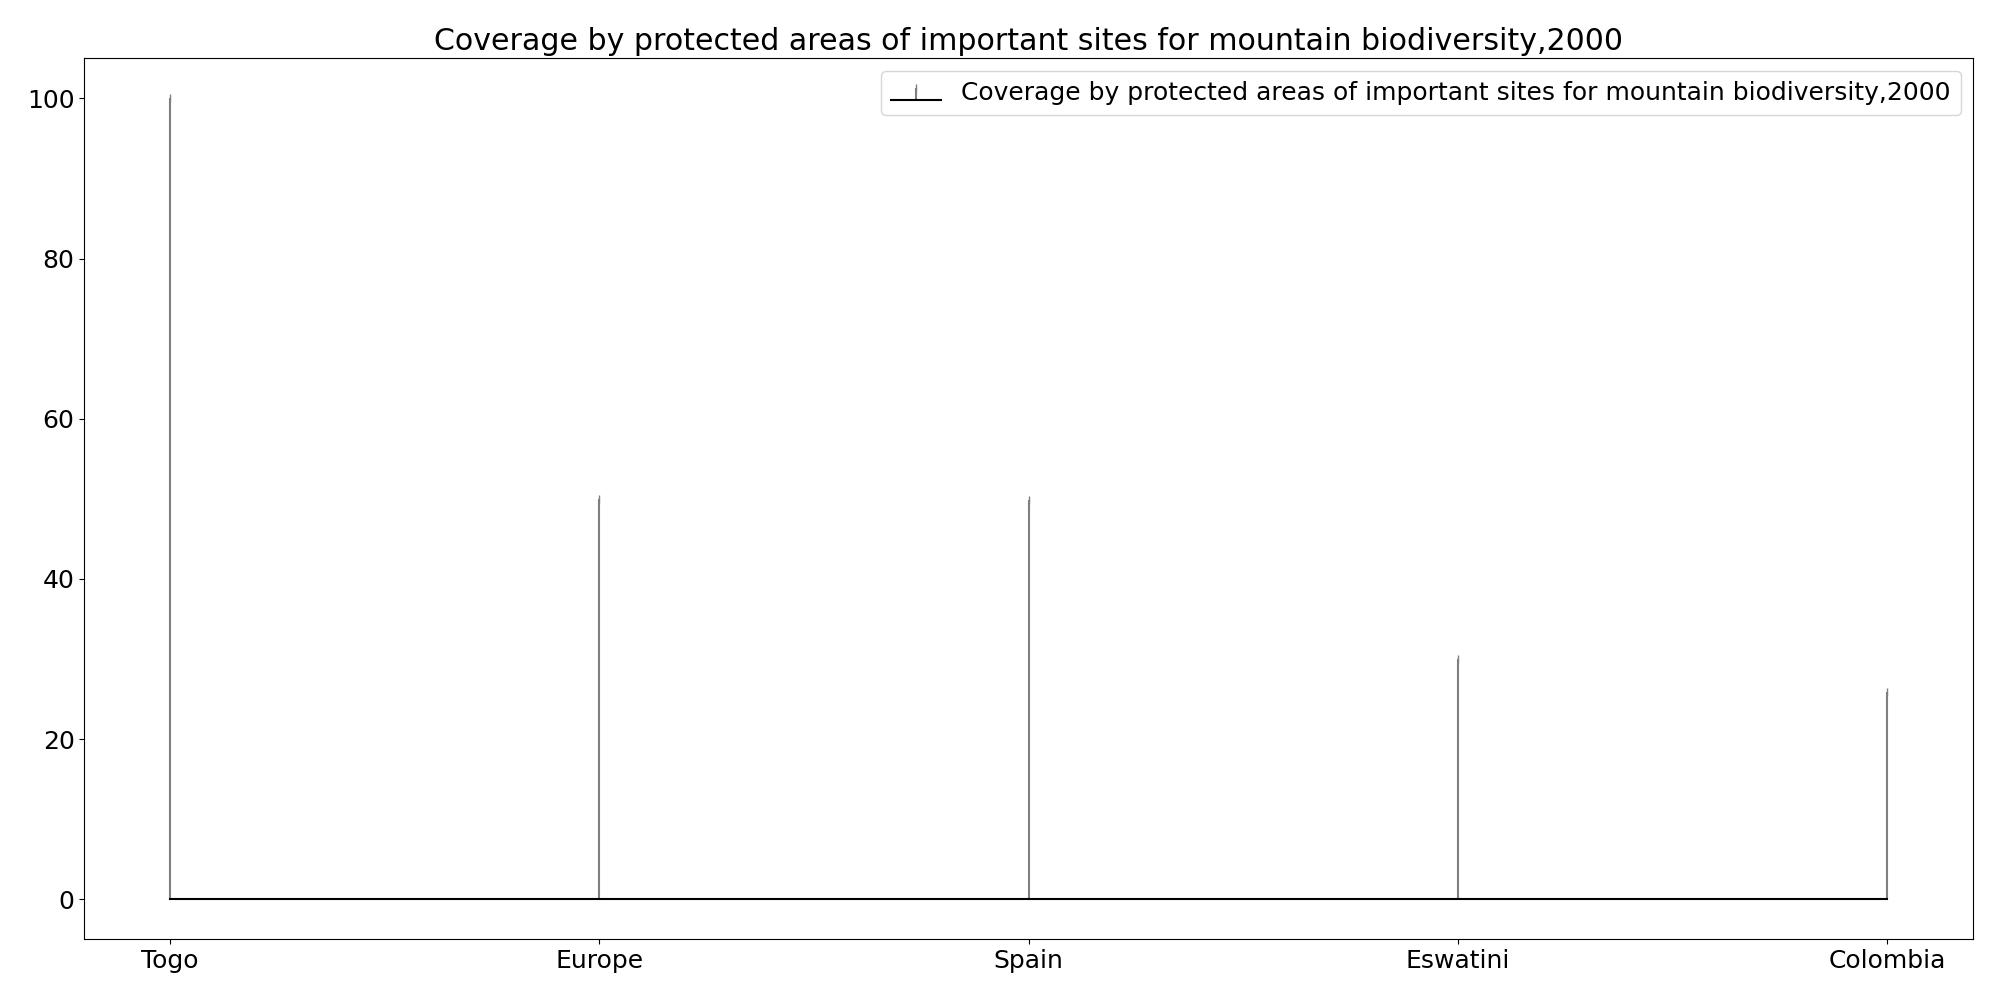 Coverage by protected areas of important sites for mountain biodiversity,2000
Coverage by protected areas of important sites for mountain biodiversity,2000
100
80
60
40
20
0
Togo Europe Spain Eswatini Colombia